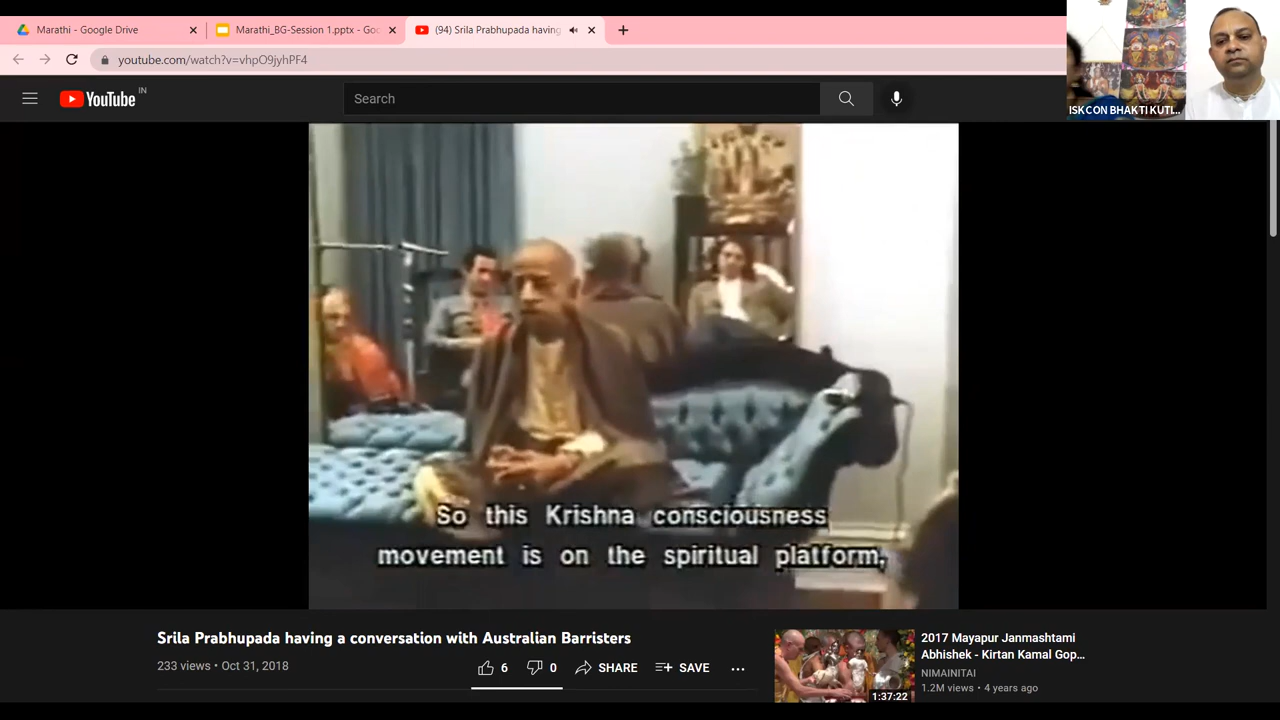 Marathi - Google Drive
Marathi_BG-Session 1.pptx - Goo
(94) Srila Prabhupada having
youtube.com/watch?v=vhpO9jyhPF4
ISKCON BHAKTI KUTI...
YouTube IN
Search
So this Krishna consciousness
movement is on the spiritual platform,
Srila Prabhupada having a conversation with Australian Barristers
233 views • Oct 31, 2018
6
0
SHARE
SAVE
2017 Mayapur Janmashtami
Abhishek - Kirtan Kamal Gop...
NIMAINITAI
1.2M views • 4 years ago
1:37:22